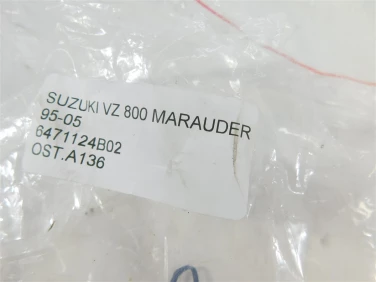 SUZUKI VZ 800 MARAUDER
95-05
6471124B02
OST.A136